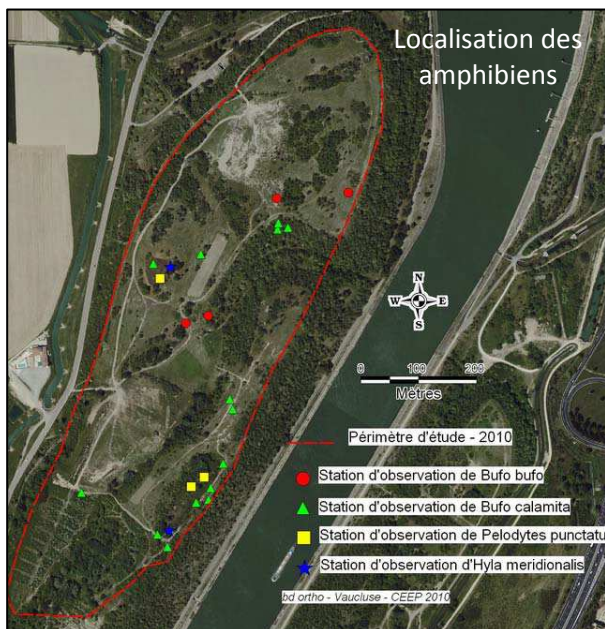 Localisation des
amphibiens
N
W E
S
0 100 200
Mètres
Périmètre d'étude - 2010
Station d'observation de Bufo bufo
Station d'observation de Bufo calamita
Station d'observation de Pelodytes punctatu
Station d'observation d'Hyla meridionalis
bd ortho - Vaucluse - CEEP 2010